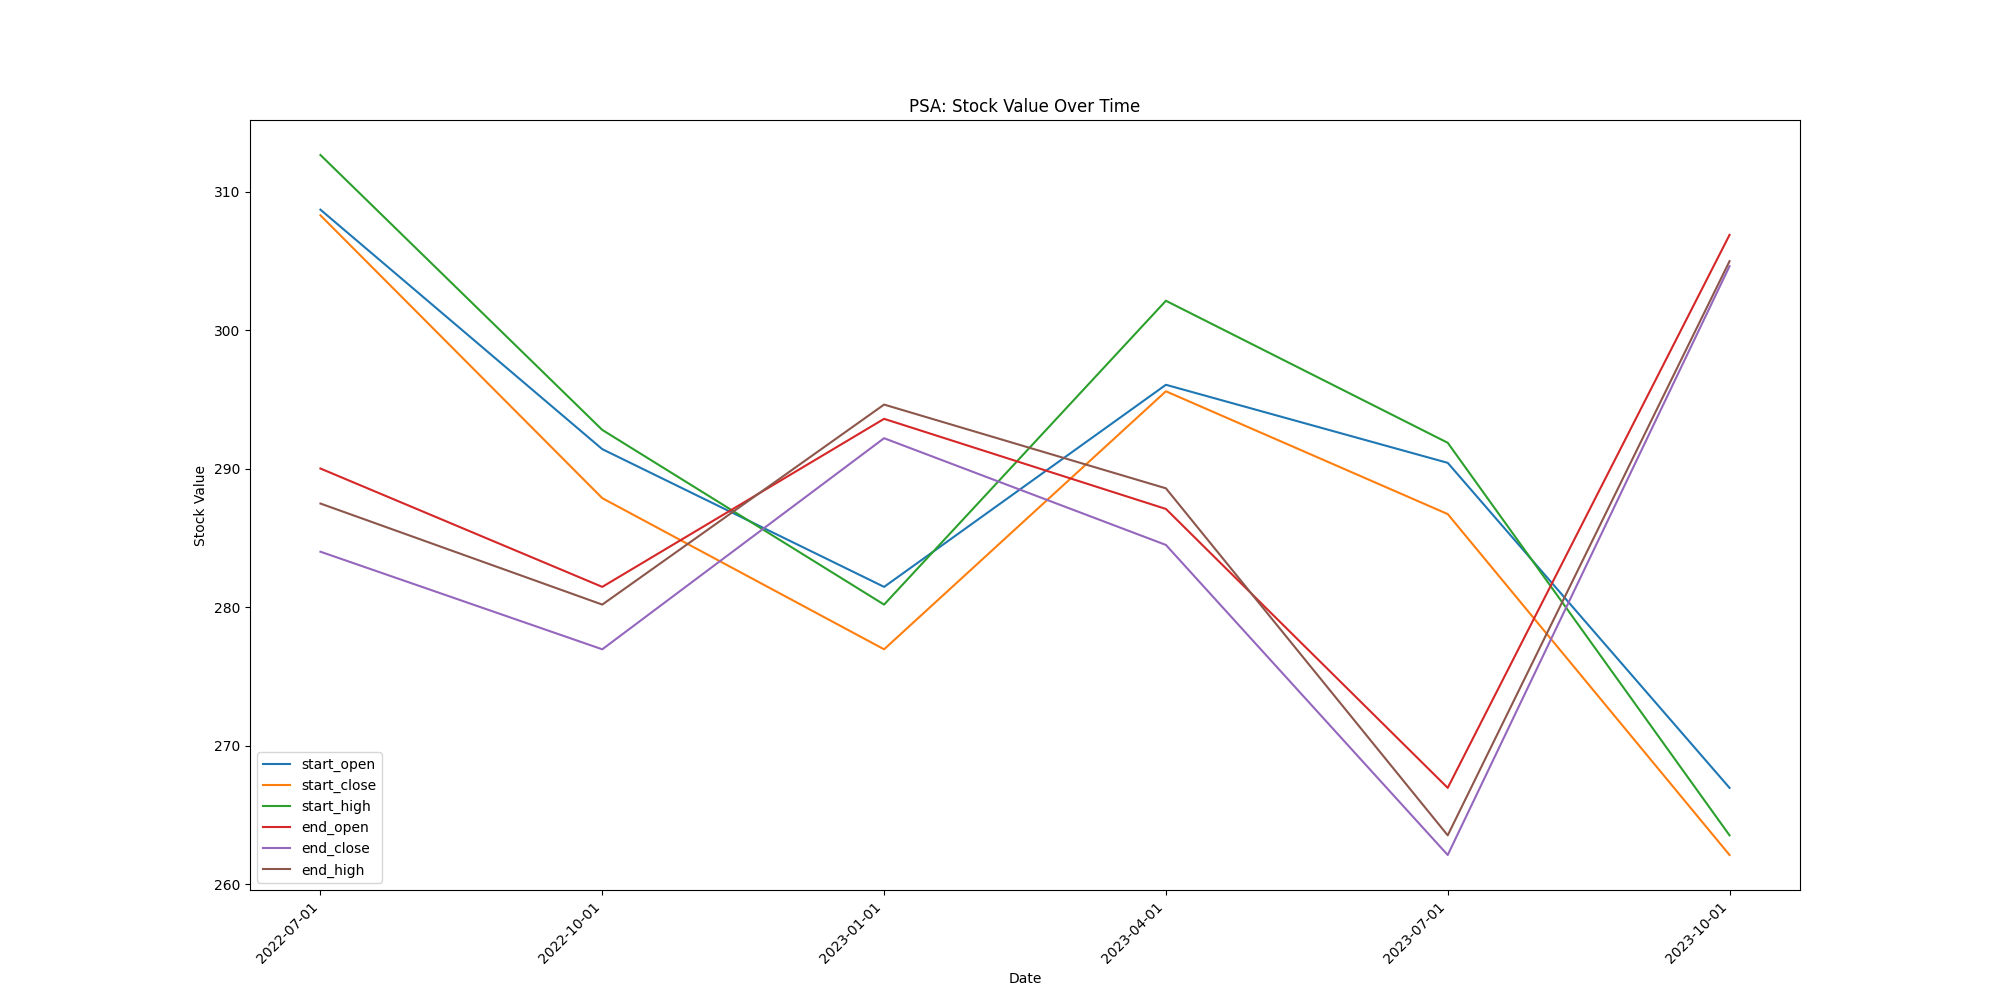 PSA: Stock Value Over Time
Stock Value
310
300
290
280
270
260
start_open
start_close
start_high
end_open
end_close
end_high
2022-07-01
2022-10-01
2023-01-01
2023-04-01
2023-07-01
2023-10-01
Date